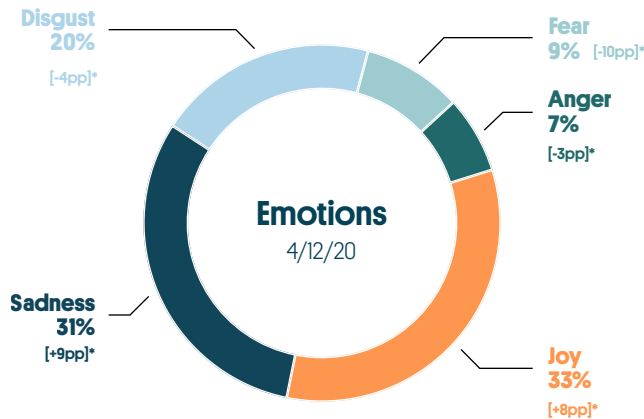 Disgust
20%
[-4pp]*
Fear
9% [-10pp]*
Anger
7%
[-3pp]*
Emotions
4/12/20
Sadness
31%
[+9pp]*
Joy
33%
[+8pp]*